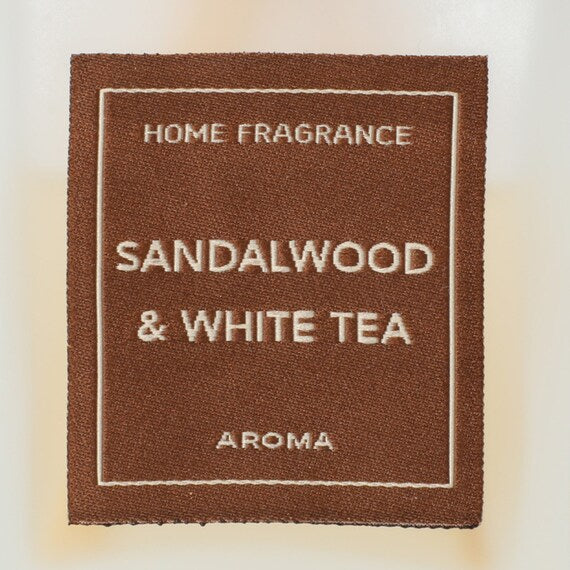 HOME FRAGRANCE
SANDALWOOD
& WHITE TEA
AROMA